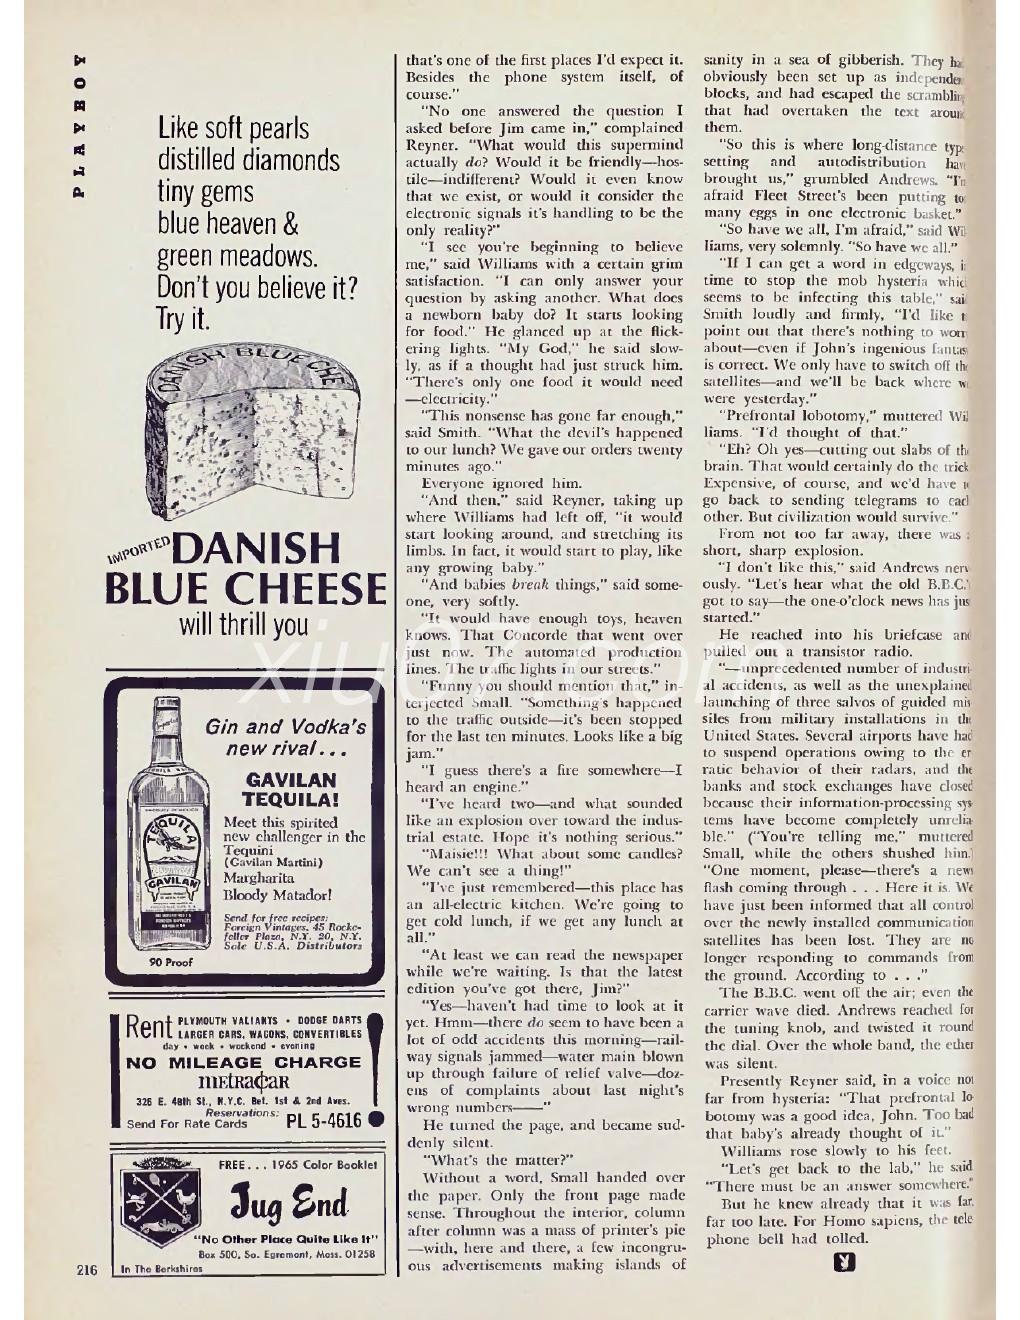 PLAYBOY
Like soft pearls
distilled diamonds
tiny gems
blue heaven &
green meadows.
Don't you believe it?
Try it.
DANISH BLUE CHE
IMPORTED DANISH
BLUE CHEESE
will thrill you
Gin and Vodka's
new rival...
GAVILAN
TEQUILA!
Meet this spirited
new challenger in the
Tequini
(Gavilan Martini)
Margharita
Bloody Matador!
Send for free recipes:
Foreign Vintages, 45 Rocke-
feller Plaza, N.Y. 20, N.Y.
Sole U.S.A. Distributors
TEQUILA
GAVILAN
90 Proof
Rent PLYMOUTH VALIANTS • DODGE DARTS
LARGER CARS, WAGONS, CONVERTIBLES
day • week • weekend • evening
NO MILEAGE CHARGE
metracar
326 E. 48th St., N.Y.C. Bet. 1st & 2nd Aves.
Reservations:
Send For Rate Cards PL 5-4616
FREE... 1965 Color Booklet
Jug End
"No Other Place Quite Like It"
Box 500, So. Egremont, Mass. 01258
In The Berkshires
216
that's one of the first places I'd expect it.
Besides the phone system itself, of
course."
"No one answered the question I
asked before Jim came in," complained
Reyner. "What would this supermind
actually do? Would it be friendly—hos-
tile—indifferent? Would it even know
that we exist, or would it consider the
electronic signals it's handling to be the
only reality?"
"I see you're beginning to believe
me," said Williams with a certain grim
satisfaction. "I can only answer your
question by asking another. What does
a newborn baby do? It starts looking
for food." He glanced up at the flick-
ering lights. "My God," he said slow-
ly, as if a thought had just struck him.
"There's only one food it would need
—electricity."
"This nonsense has gone far enough,"
said Smith. "What the devil's happened
to our lunch? We gave our orders twenty
minutes ago."
Everyone ignored him.
"And then," said Reyner, taking up
where Williams had left off, "it would
start looking around, and stretching its
limbs. In fact, it would start to play, like
any growing baby."
"And babies break things," said some-
one, very softly.
"It would have enough toys, heaven
knows. That Concorde that went over
just now. The automated production
lines. The traffic lights in our streets."
"Funny you should mention that," in-
terjected Small. "Something's happened
to the traffic outside—it's been stopped
for the last ten minutes. Looks like a big
jam."
"I guess there's a fire somewhere—I
heard an engine."
"I've heard two—and what sounded
like an explosion over toward the indus-
trial estate. Hope it's nothing serious."
"Maisie!!! What about some candles?
We can't see a thing!"
"I've just remembered—this place has
an all-electric kitchen. We're going to
get cold lunch, if we get any lunch at
all."
"At least we can read the newspaper
while we're waiting. Is that the latest
edition you've got there, Jim?"
"Yes—haven't had time to look at it
yet. Hmm—there do seem to have been a
lot of odd accidents this morning—rail-
way signals jammed—water main blown
up through failure of relief valve—doz-
ens of complaints about last night's
wrong numbers——"
He turned the page, and became sud-
denly silent.
"What's the matter?"
Without a word, Small handed over
the paper. Only the front page made
sense. Throughout the interior, column
after column was a mass of printer's pie
—with, here and there, a few incongru-
ous advertisements making islands of
sanity in a sea of gibberish. They ha
obviously been set up as independen
blocks, and had escaped the scramblin
that had overtaken the text aroun
them.
"So this is where long-distance typ
setting and autodistribution hav
brought us," grumbled Andrews. "I'm
afraid Fleet Street's been putting to
many eggs in one electronic basket."
"So have we all, I'm afraid," said Wil
liams, very solemnly. "So have we all."
"If I can get a word in edgeways, i
time to stop the mob hysteria whic
seems to be infecting this table," sai
Smith loudly and firmly, "I'd like t
point out that there's nothing to worr
about—even if John's ingenious fantas
is correct. We only have to switch off the
satellites—and we'll be back where w
were yesterday."
"Prefrontal lobotomy," muttered Wil
liams. "I'd thought of that."
"Eh? Oh yes—cutting out slabs of the
brain. That would certainly do the trick
Expensive, of course, and we'd have t
go back to sending telegrams to each
other. But civilization would survive."
From not too far away, there was a
short, sharp explosion.
"I don't like this," said Andrews nerv
ously. "Let's hear what the old B.B.C.'s
got to say—the one-o'clock news has jus
started."
He reached into his briefcase and
pulled out a transistor radio.
"—unprecedented number of industri-
al accidents, as well as the unexplained
launching of three salvos of guided mis
siles from military installations in the
United States. Several airports have had
to suspend operations owing to the er
ratic behavior of their radars, and the
banks and stock exchanges have closed
because their information-processing sys
tems have become completely unrelia
ble." ("You're telling me," muttered
Small, while the others shushed him.)
"One moment, please—there's a news
flash coming through . . . Here it is. We
have just been informed that all control
over the newly installed communication
satellites has been lost. They are no
longer responding to commands from
the ground. According to . . ."
The B.B.C. went off the air; even the
carrier wave died. Andrews reached for
the tuning knob, and twisted it round
the dial. Over the whole band, the ether
was silent.
Presently Reyner said, in a voice not
far from hysteria: "That prefrontal lo
botomy was a good idea, John. Too bad
that baby's already thought of it."
Williams rose slowly to his feet.
"Let's get back to the lab," he said.
"There must be an answer somewhere."
But he knew already that it was far,
far too late. For Homo sapiens, the tele
phone bell had tolled.